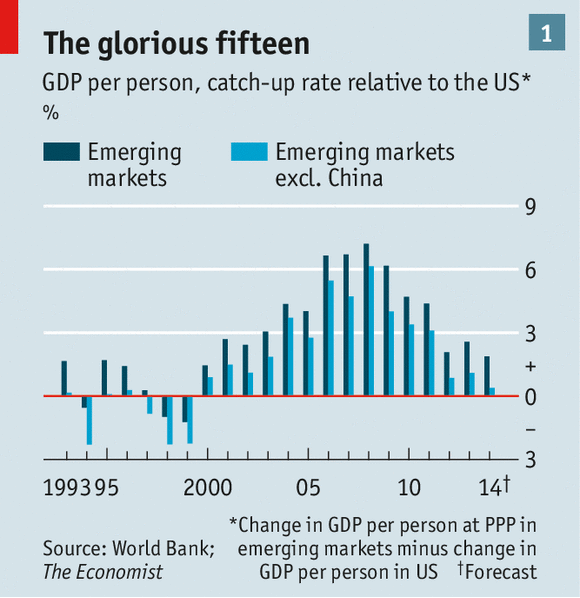 The glorious fifteen
1
GDP per person, catch-up rate relative to the US*
%
Emerging
markets
Emerging markets
excl. China
9
6
3
+
0
–
3
1993 95 2000 05 10 14†
*Change in GDP per person at PPP in
Source: World Bank; emerging markets minus change in
The Economist GDP per person in US †Forecast